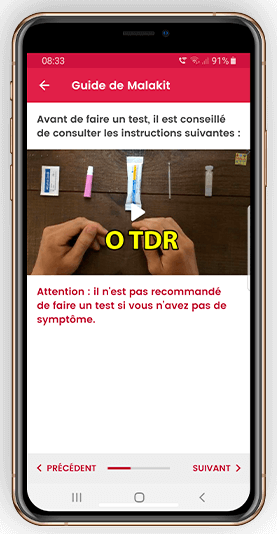 08:33
91%
Guide de Malakit
Avant de faire un test, il est conseillé
de consulter les instructions suivantes :
O TDR
Attention : il n'est pas recommandé
de faire un test si vous n'avez pas de
symptôme.
PRÉCÉDENT
SUIVANT